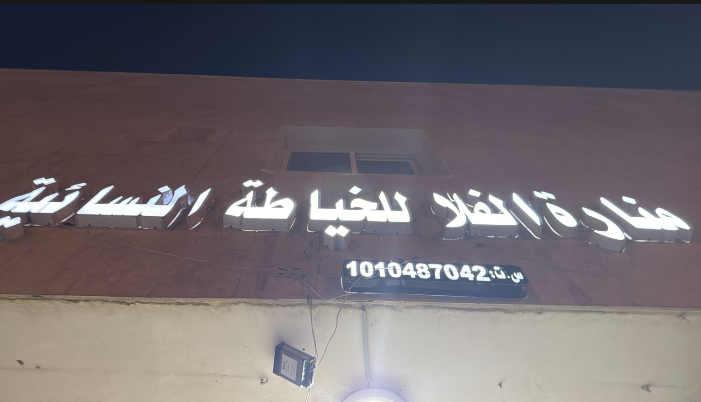 منارة الفلا للخياطة النسائية
س.ت: 1010487042